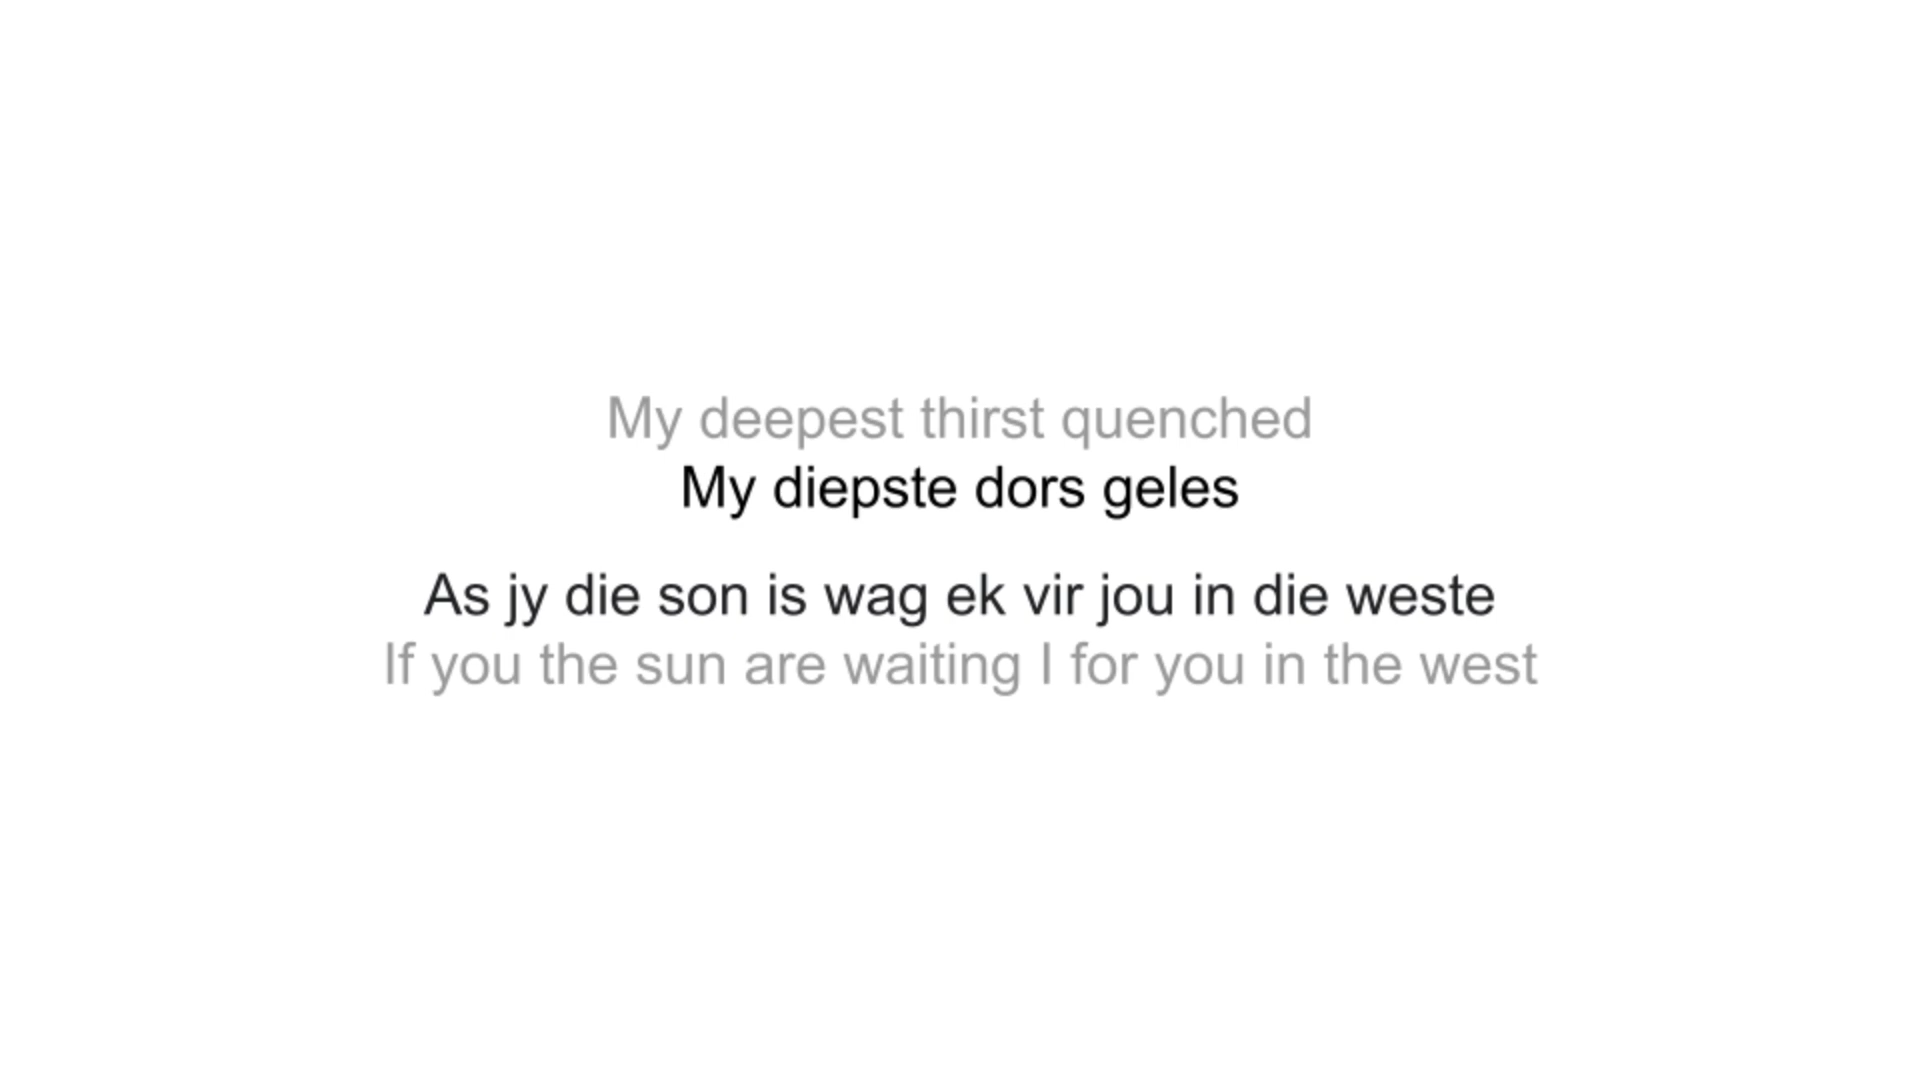 My deepest thirst quenched
My diepste dors geles
As jy die son is wag ek vir jou in die weste
If you the sun are waiting I for you in the west